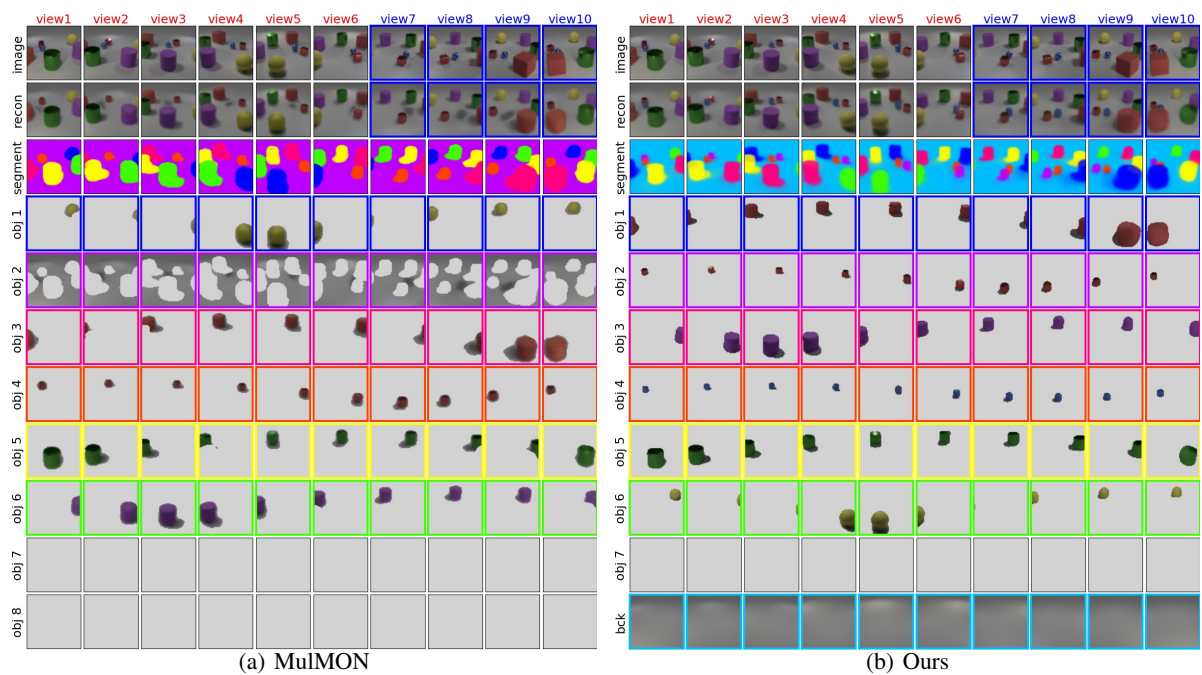 view1 view2 view3 view4 view5 view6 view7 view8 view9 view10
image
recon
segment
obj 1
obj 2
obj 3
obj 4
obj 5
obj 6
obj 7
obj 8
(a) MulMON
view1 view2 view3 view4 view5 view6 view7 view8 view9 view10
image
recon
segment
obj 1
obj 2
obj 3
obj 4
obj 5
obj 6
obj 7
bck
(b) Ours